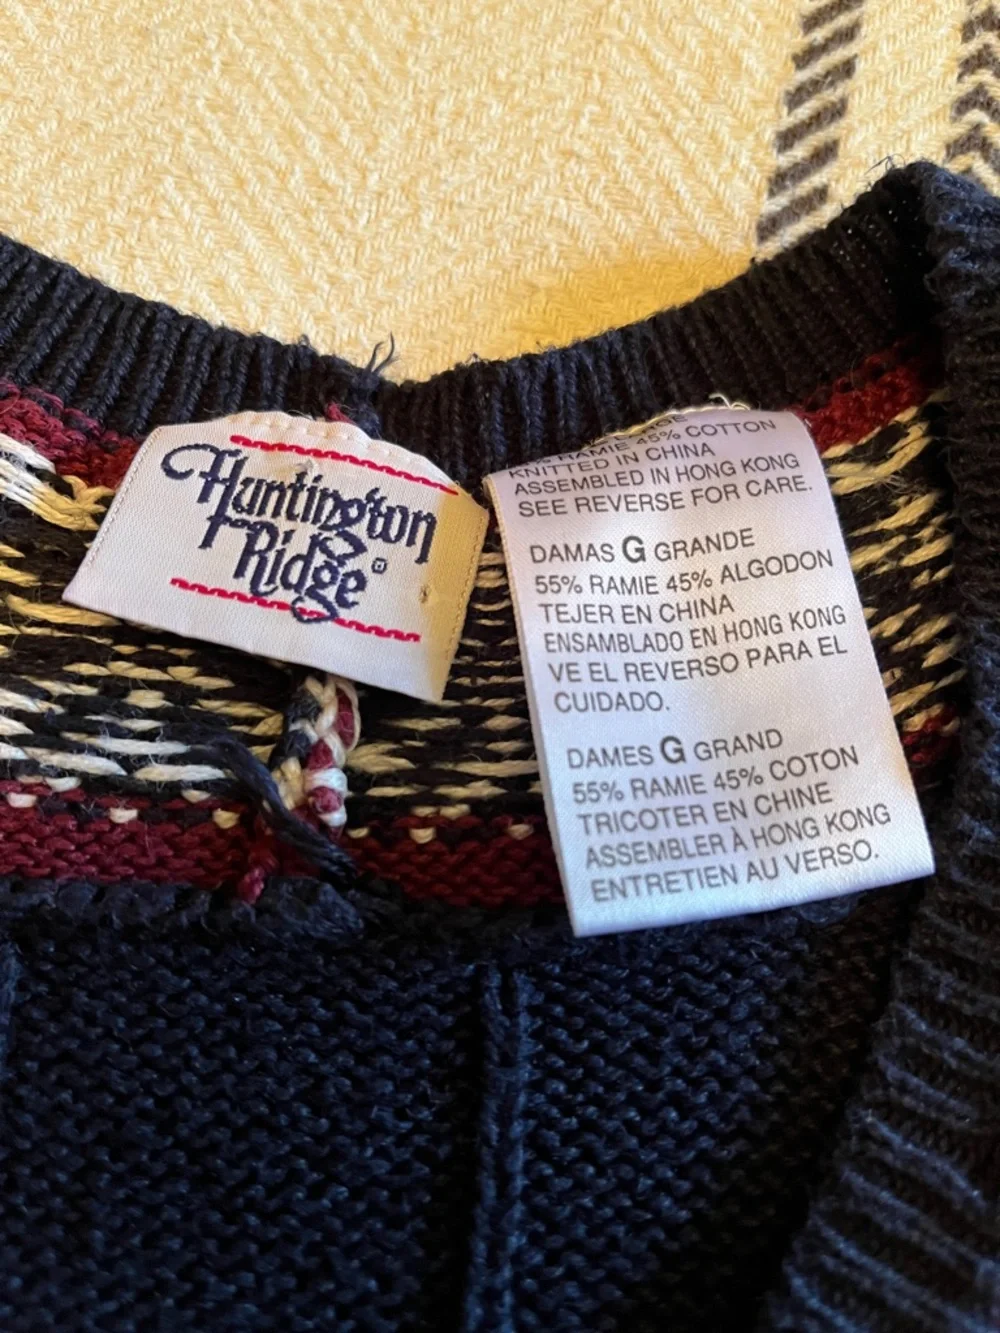 Huntington
Ridge®
RAMIE 45% COTTON
KNITTED IN CHINA
ASSEMBLED IN HONG KONG
SEE REVERSE FOR CARE.
DAMAS G GRANDE
55% RAMIE 45% ALGODON
TEJER EN CHINA
ENSAMBLADO EN HONG KONG
VE EL REVERSO PARA EL
CUIDADO.
DAMES G GRAND
55% RAMIE 45% COTON
TRICOTER EN CHINE
ASSEMBLER À HONG KONG
ENTRETIEN AU VERSO.